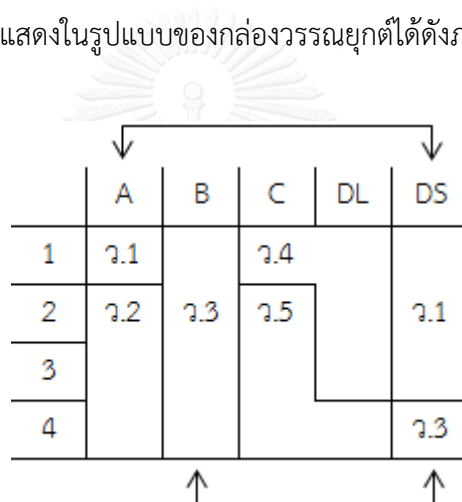 แสดงในรูปแบบของกล่องวรรณยุกต์ได้ดังภ
A B C DL DS
1 ว.1 ว.4
2 ว.2 ว.3 ว.5 ว.1
3
4 ว.3